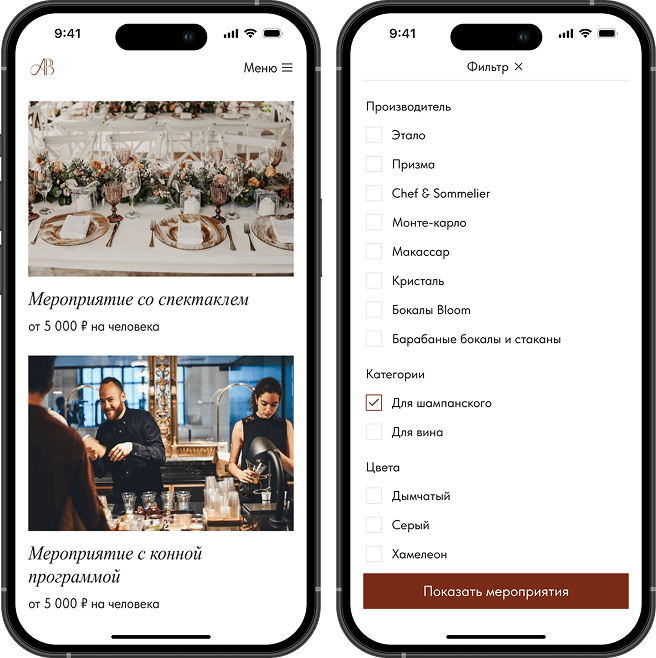 9:41
AB
Меню
Мероприятие со спектаклем
от 5 000 ₽ на человека
Мероприятие с конной
программой
от 5 000 ₽ на человека
9:41
Фильтр ×
Производитель
Этало
Призма
Chef & Sommelier
Монте-карло
Макассар
Кристаль
Бокалы Bloom
Барабаные бокалы и стаканы
Категории
Для шампанского
Для вина
Цвета
Дымчатый
Серый
Хамелеон
Показать мероприятия